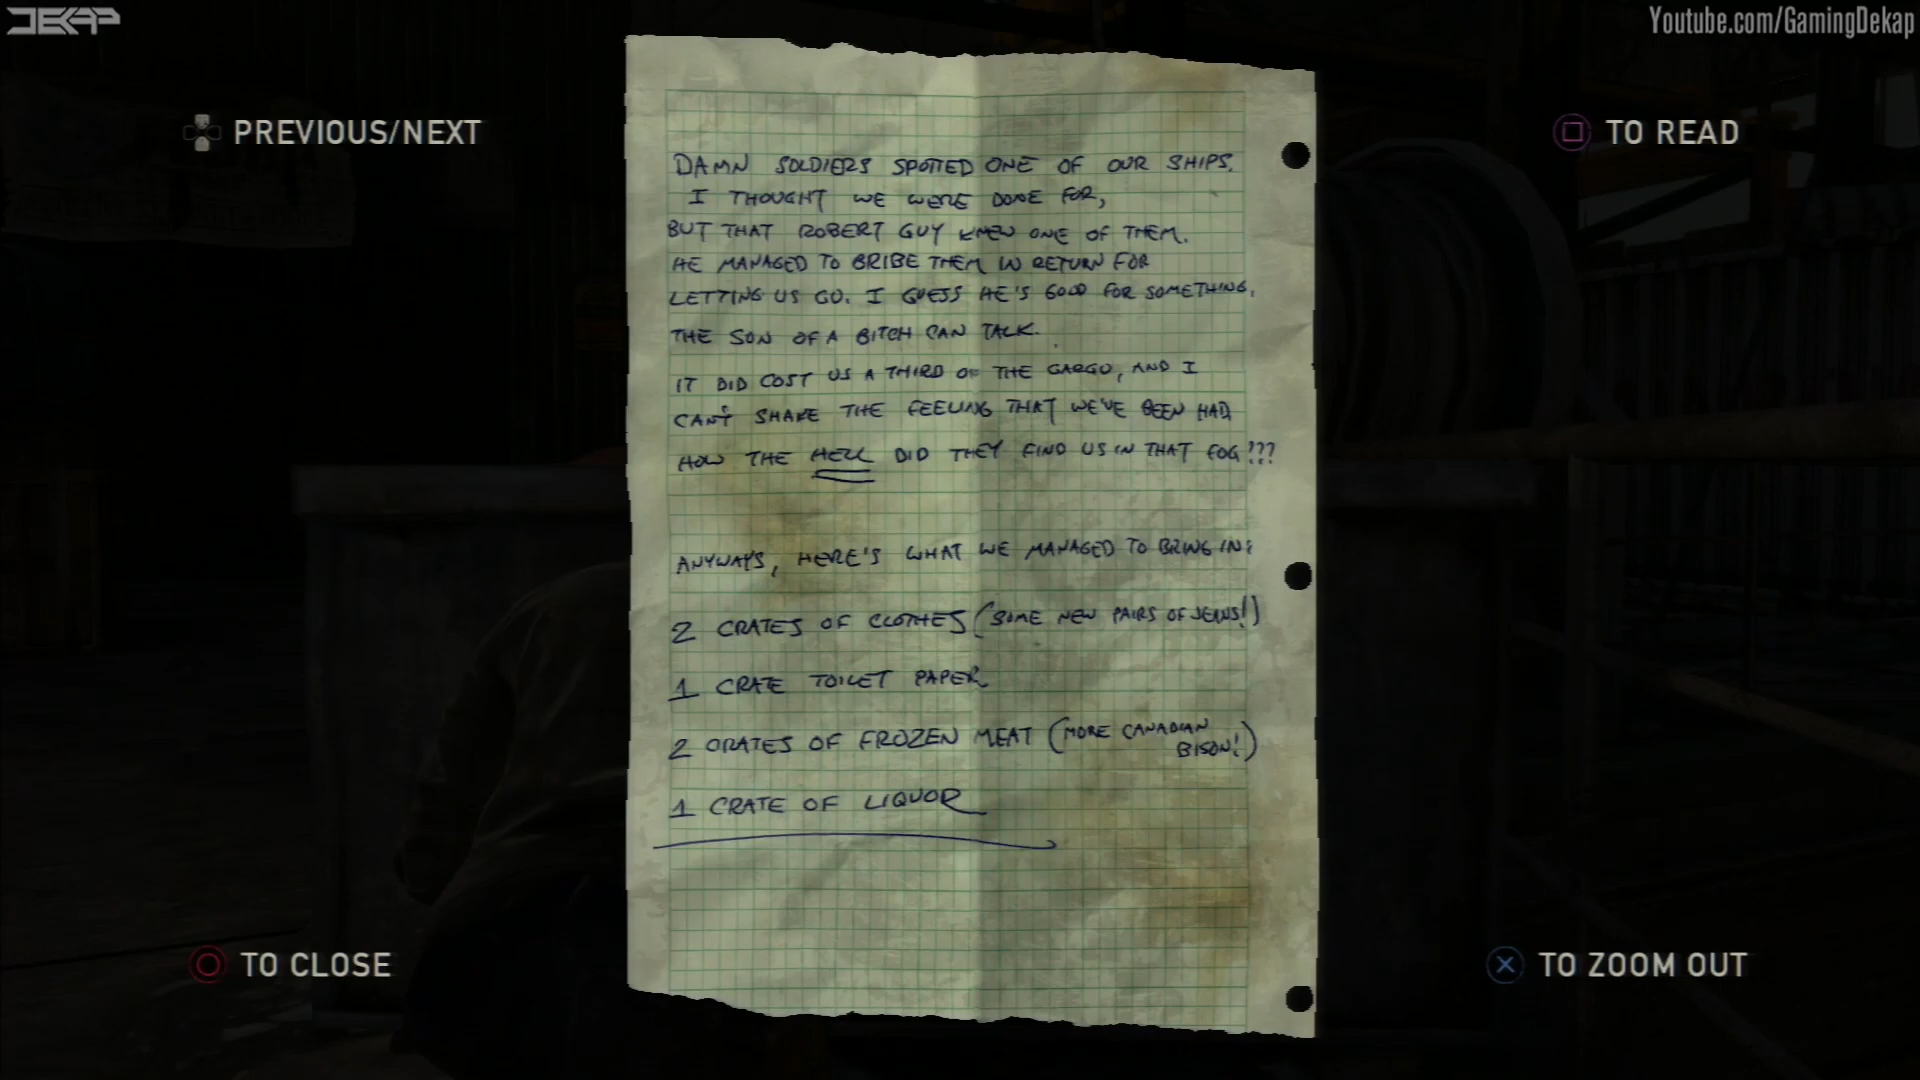 DEKAP
Youtube.com/GamingDekap
PREVIOUS/NEXT
TO READ
DAMN SOLDIERS SPOTTED ONE OF OUR SHIPS.
I THOUGHT WE WERE DONE FOR,
BUT THAT ROBERT GUY KNEW ONE OF THEM.
HE MANAGED TO BRIBE THEM IN RETURN FOR
LETTING US GO. I GUESS HE'S GOOD FOR SOMETHING.
THE SON OF A BITCH CAN TALK.
IT DID COST US A THIRD OF THE CARGO, AND I
CAN'T SHAKE THE FEELING THAT WE'VE BEEN HAD.
HOW THE HELL DID THEY FIND US IN THAT FOG???
ANYWAYS, HERE'S WHAT WE MANAGED TO BRING IN:
2 CRATES OF CLOTHES (SOME NEW PAIRS OF JEANS!)
1 CRATE TOILET PAPER
2 CRATES OF FROZEN MEAT (MORE CANADIAN
BISON!)
1 CRATE OF LIQUOR
TO CLOSE
TO ZOOM OUT